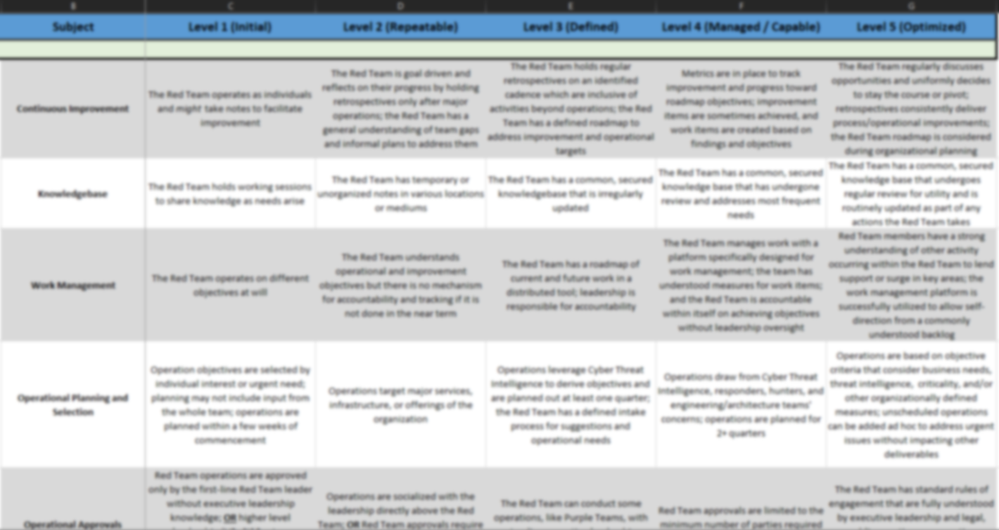 B C D E F G
Subject Level 1 (Initial) Level 2 (Repeatable) Level 3 (Defined) Level 4 (Managed / Capable) Level 5 (Optimized)
Continuous Improvement
The Red Team operates as individuals
and might take notes to facilitate
improvement
The Red Team is goal driven and
reflects on their progress by holding
retrospectives only after major
operations; the Red Team has a
general understanding of team gaps
and informal plans to address them
The Red Team holds regular
retrospectives on an identified
cadence which are inclusive of
activities beyond operations; the Red
Team has a defined roadmap to
address improvement and operational
targets
Metrics are in place to track
improvement and progress toward
roadmap objectives; improvement
items are sometimes achieved, and
work items are created based on
findings and objectives
The Red Team regularly discusses
opportunities and uniformly decides
to stay the course or pivot;
retrospectives consistently deliver
process/operational improvements;
the Red Team roadmap is considered
during organizational planning
Knowledgebase
The Red Team holds working sessions
to share knowledge as needs arise
The Red Team has temporary or
unorganized notes in various locations
or mediums
The Red Team has a common, secured
knowledgebase that is irregularly
updated
The Red Team has a common, secured
knowledge base that has undergone
review and addresses most frequent
needs
The Red Team has a common, secured
knowledge base that undergoes
regular review for utility and is
routinely updated as part of any
actions the Red Team takes
Work Management
The Red Team operates on different
objectives at will
The Red Team understands
operational and improvement
objectives but there is no mechanism
for accountability and tracking if it is
not done in the near term
The Red Team has a roadmap of
current and future work in a
distributed tool; leadership is
responsible for accountability
The Red Team manages work with a
platform specifically designed for
work management; the team has
understood measures for work items;
and the Red Team is accountable
within itself on achieving objectives
without leadership oversight
Red Team members have a strong
understanding of other activity
occurring within the Red Team to lend
support or surge in key areas; the
work management platform is
successfully utilized to allow self-
direction from a commonly
understood backlog
Operational Planning and
Selection
Operation objectives are selected by
individual interest or urgent need;
planning may not include input from
the whole team; operations are
planned within a few weeks of
commencement
Operations target major services,
infrastructure, or offerings of the
organization
Operations leverage Cyber Threat
Intelligence to derive objectives and
are planned out at least one quarter;
the Red Team has a defined intake
process for suggestions and
operational needs
Operations draw from Cyber Threat
Intelligence, responders, hunters, and
engineering/architecture teams'
concerns; operations are planned for
2+ quarters
Operations are based on objective
criteria that consider business needs,
threat intelligence, criticality, and/or
other organizationally defined
measures; unscheduled operations
can be added ad hoc to address urgent
issues without impacting other
deliverables
Operational Approvals
Red Team operations are approved
only by the first-line Red Team leader
without executive leadership
knowledge; OR higher level
Operations are socialized with the
leadership directly above the Red
Team; OR Red Team approvals require
The Red Team can conduct some
operations, like Purple Teams, with
Red Team approvals are limited to the
minimum number of parties required
The Red Team has standard rules of
engagement that are fully understood
by executive leadership and legal,